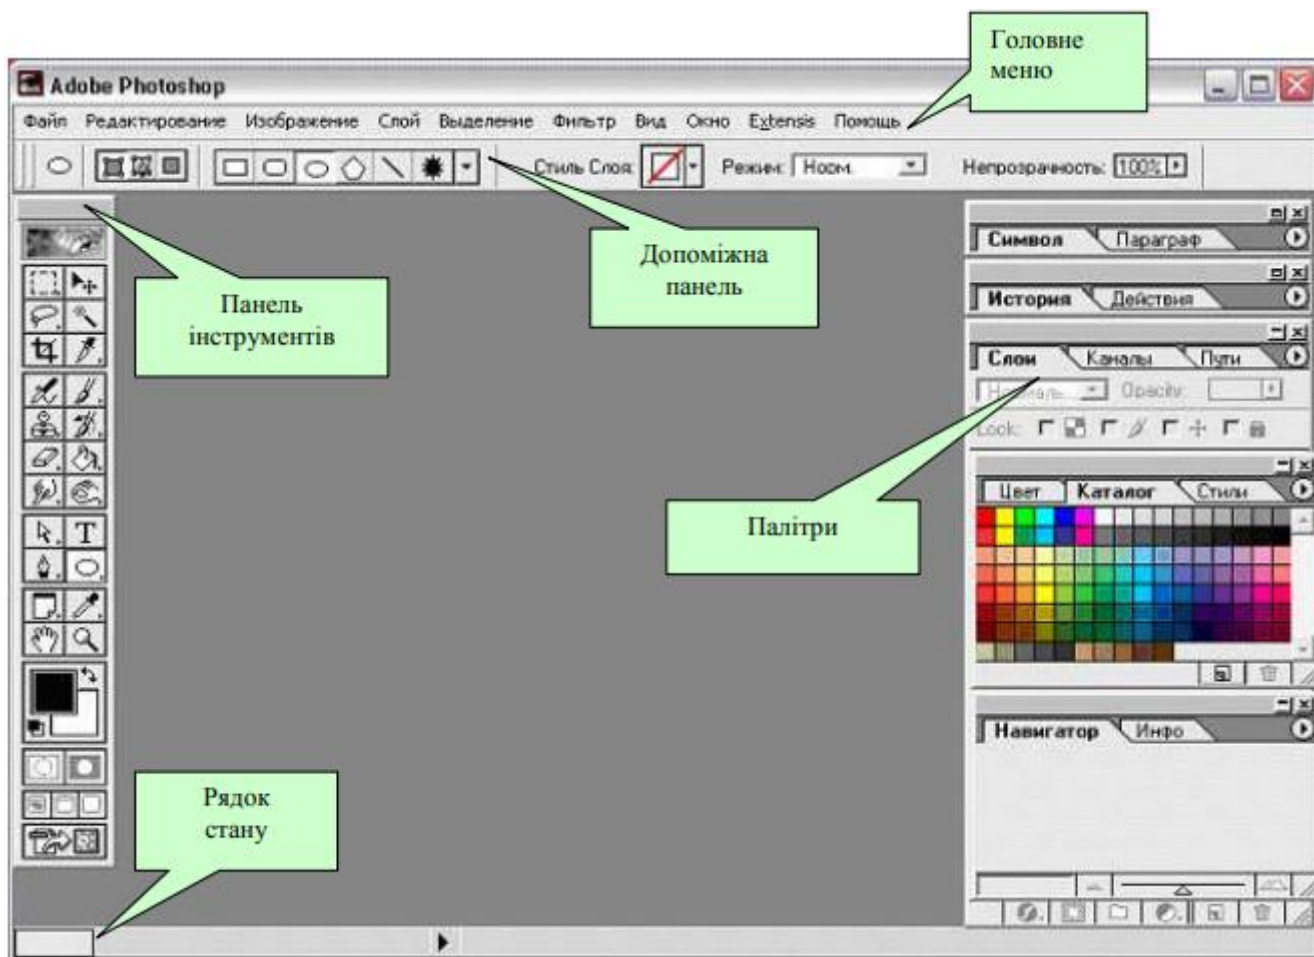 Головне
меню
Adobe Photoshop
Файл Редактирование Изображение Слой Выделение Фильтр Вид Окно Extensis Помощь
Стиль Слоя: Режим: Норм. Непрозрачность: 100%
Допоміжна
панель
Панель
інструментів
Символ Параграф
История Действия
Слои Каналы Пути
Opacity:
Lock:
Цвет Каталог Стили
Палітри
T
Навигатор Инфо
Рядок
стану